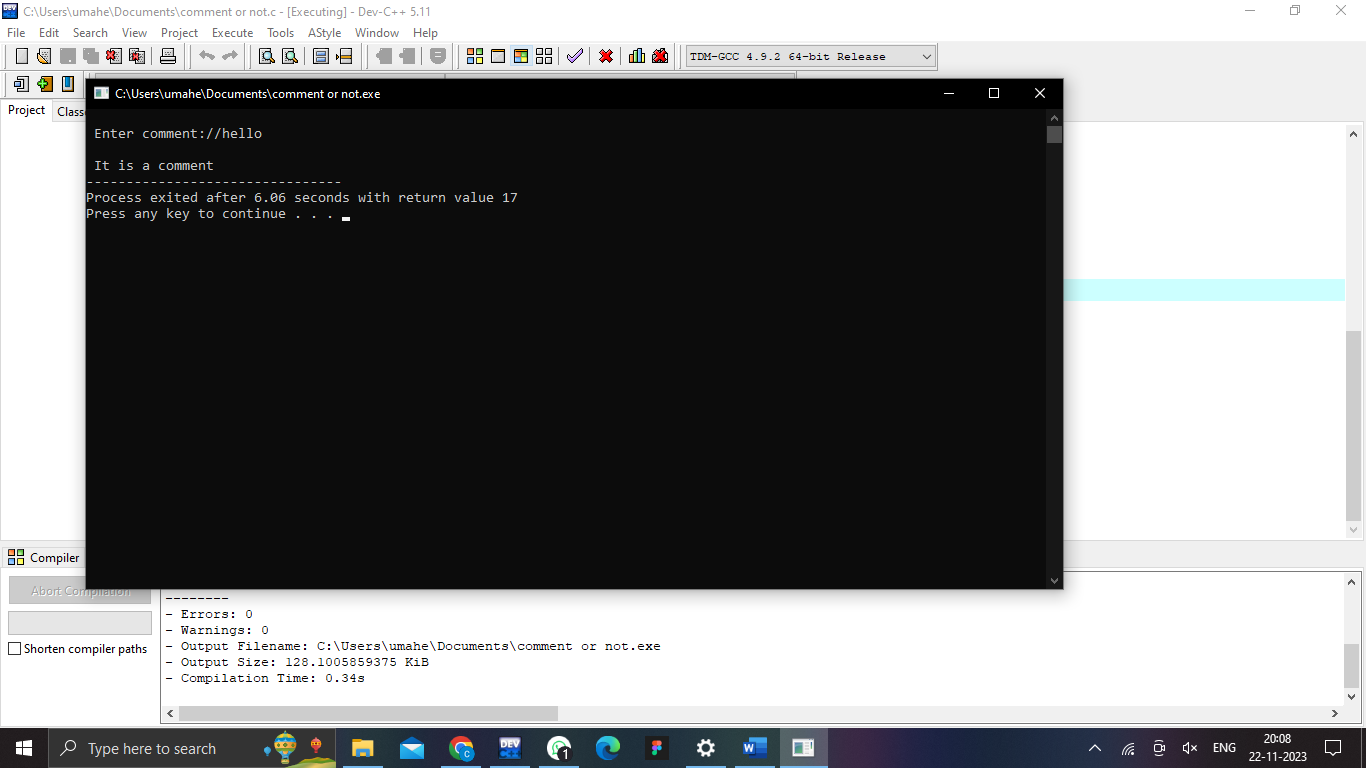 C:\Users\umahe\Documents\comment or not.c - [Executing] - Dev-C++ 5.11
File Edit Search View Project Execute Tools AStyle Window Help
TDM-GCC 4.9.2 64-bit Release
Project Class
C:\Users\umahe\Documents\comment or not.exe
Enter comment://hello
It is a comment
--------------------------------
Process exited after 6.06 seconds with return value 17
Press any key to continue . . .
Compiler
Abort Compilation
Shorten compiler paths
--------
- Errors: 0
- Warnings: 0
- Output Filename: C:\Users\umahe\Documents\comment or not.exe
- Output Size: 128.1005859375 KiB
- Compilation Time: 0.34s
Type here to search
DEV
1
ENG
20:08
22-11-2023